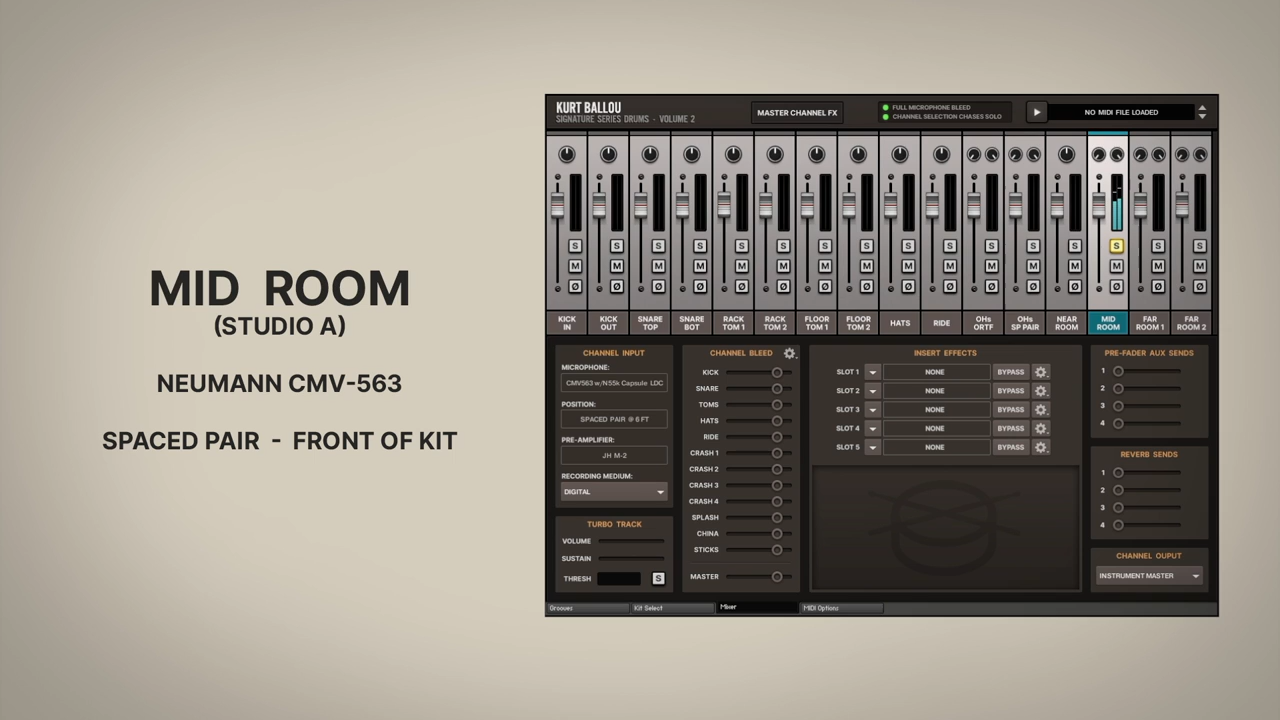 MID ROOM
(STUDIO A)
NEUMANN CMV-563
SPACED PAIR - FRONT OF KIT
KURT BALLOU
SIGNATURE SERIES DRUMS - VOLUME 2
MASTER CHANNEL FX
FULL MICROPHONE BLEED
CHANNEL SELECTION CHASES SOLO
NO MIDI FILE LOADED
S S S S S S S S S S S S S S S S
M M M M M M M M M M M M M M M M
Ø Ø Ø Ø Ø Ø Ø Ø Ø Ø Ø Ø Ø Ø Ø Ø
KICK IN
KICK OUT
SNARE TOP
SNARE BOT
RACK TOM 1
RACK TOM 2
FLOOR TOM 1
FLOOR TOM 2
HATS
RIDE
OHs ORTF
OHs SP PAIR
NEAR ROOM
MID ROOM
FAR ROOM 1
FAR ROOM 2
CHANNEL INPUT
MICROPHONE:
CMV563 w/N55k Capsule LDC
POSITION:
SPACED PAIR @ 6 FT
PRE-AMPLIFIER:
JH M-2
RECORDING MEDIUM:
DIGITAL
TURBO TRACK
VOLUME
SUSTAIN
THRESH S
CHANNEL BLEED
KICK
SNARE
TOMS
HATS
RIDE
CRASH 1
CRASH 2
CRASH 3
CRASH 4
SPLASH
CHINA
STICKS
MASTER
INSERT EFFECTS
SLOT 1 NONE BYPASS
SLOT 2 NONE BYPASS
SLOT 3 NONE BYPASS
SLOT 4 NONE BYPASS
SLOT 5 NONE BYPASS
PRE-FADER AUX SENDS
1
2
3
4
REVERB SENDS
1
2
3
4
CHANNEL OUPUT
INSTRUMENT MASTER
Grooves
Kit Select
Mixer
MIDI Options